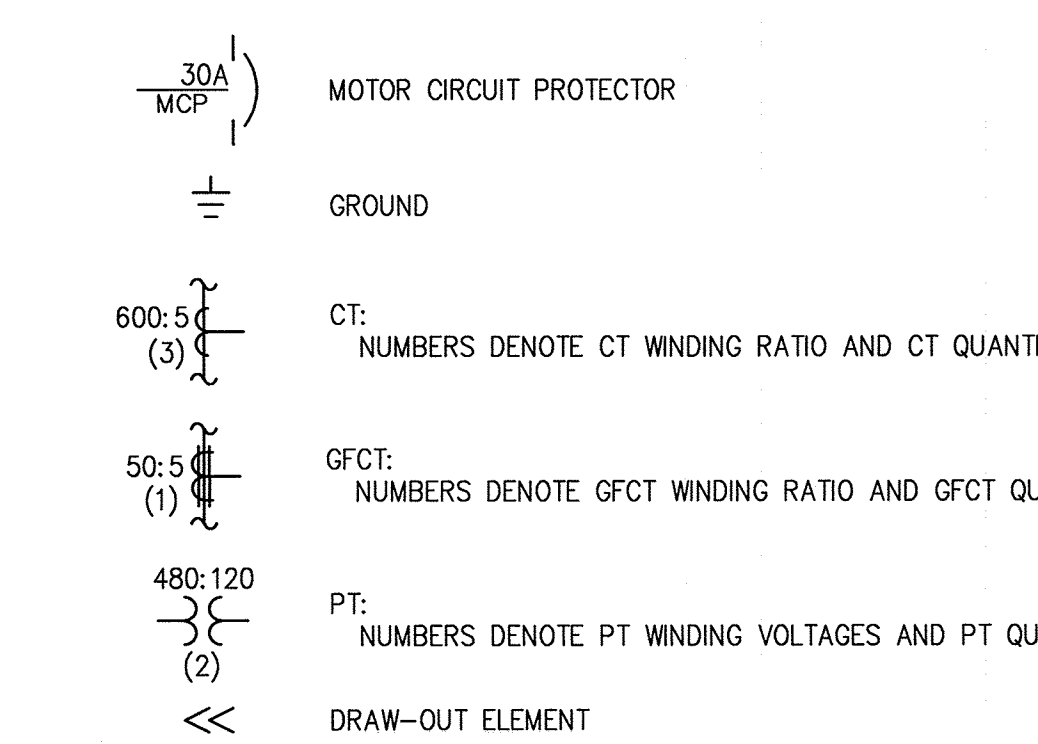 30A
MCP
MOTOR CIRCUIT PROTECTOR
GROUND
600:5
(3)
CT:
NUMBERS DENOTE CT WINDING RATIO AND CT
50:5
(1)
GFCT:
NUMBERS DENOTE GFCT WINDING RATIO AND GFCT
480:120
(2)
PT:
NUMBERS DENOTE PT WINDING VOLTAGES AND PT
<< DRAW-OUT ELEMENT